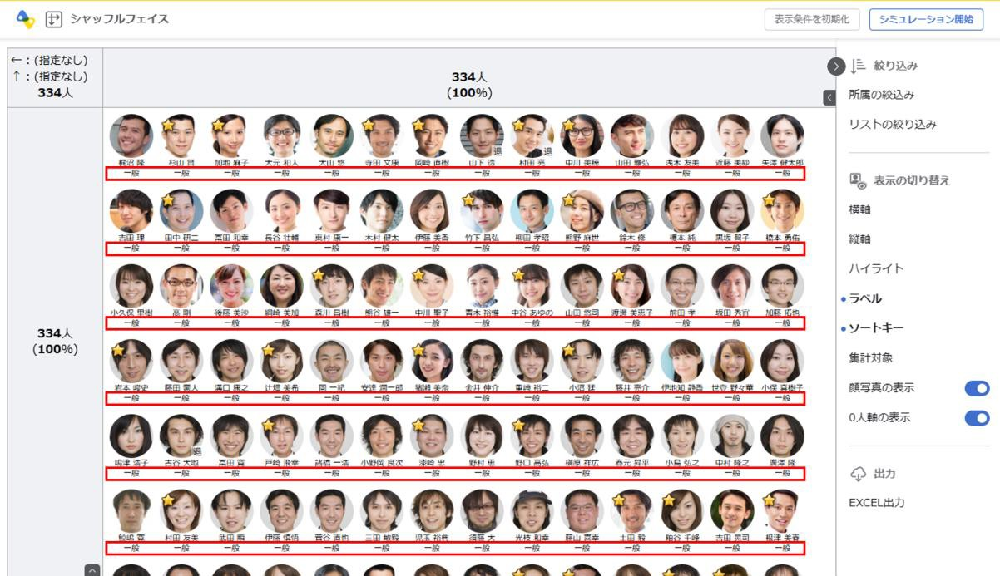 シャッフルフェイス
表示条件を初期化
シミュレーション開始
←：(指定なし)
↑：(指定なし)
334人
334人
(100%)
334人
(100%)
梶沼 隆 杉山 賢 加地 麻子 大元 和人 大山 悠 寺田 文康 岡崎 直樹 山下 透 退 村田 亮 退 中川 美穂 山田 雅弘 浅木 友美 近藤 美紗 矢澤 健太郎
一般 一般 一般 一般 一般 一般 一般 一般 一般 一般 一般 一般 一般 一般
吉田 理 田中 研二 冨田 和幸 長谷 壮輔 東村 康一 木村 健太 伊藤 美香 竹下 昌弘 柳田 孝昭 熊野 麻世 鈴木 修 榎本 純 黒坂 智子 橋本 勇佑
一般 一般 一般 一般 一般 一般 一般 一般 一般 一般 一般 一般 一般 一般
小久保 里樹 高 剛 後藤 美沙 綱崎 美加 森川 昌樹 熊谷 雄一 中川 聖子 青木 裕惟 中谷 あゆの 山田 悠司 渡邊 美恵子 前田 孝 坂田 秀宜 加藤 拓也
一般 一般 一般 一般 一般 一般 一般 一般 一般 一般 一般 一般 一般 一般
岩本 峻史 藤田 豪人 溝口 康之 辻畑 美希 岡 一紀 安達 潤一郎 猪瀬 美奈 金井 伸介 重崎 裕二 小沼 廷 藤井 亮介 伊地知 静香 世登 野々華 小俣 真樹子
一般 一般 一般 一般 一般 一般 一般 一般 一般 一般 一般 一般 一般 一般
嶋津 浩子 古谷 大地 退 冨田 寛 戸崎 飛幸 諸橋 一浩 小野岡 良次 漆崎 忠 野村 恵 野口 高弘 槇原 祥広 春元 昇平 小島 弘之 中村 隆之 廣澤 隆
一般 一般 一般 一般 一般 一般 一般 一般 一般 一般 一般 一般 一般 一般
鮫嶋 寛 村田 友美 武田 翔 伊藤 慎悟 菅谷 直也 三田 敏毅 児玉 裕典 須藤 大 光枝 和幸 藤山 喜幸 土田 毅 粕谷 千峰 吉田 晃司 根津 美春
一般 一般 一般 一般 一般 一般 一般 一般 一般 一般 一般 一般 一般 一般
絞り込み
所属の絞込み
リストの絞り込み
表示の切り替え
横軸
縦軸
ハイライト
ラベル
ソートキー
集計対象
顔写真の表示
0人軸の表示
出力
EXCEL出力